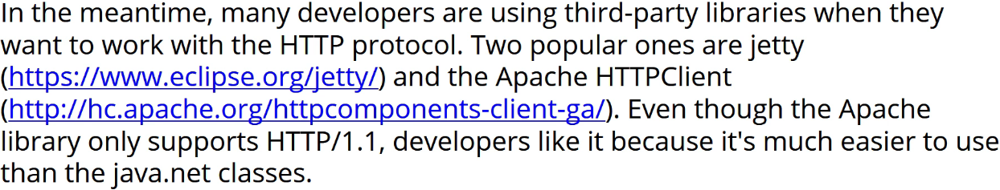 In the meantime, many developers are using third-party libraries when they
want to work with the HTTP protocol. Two popular ones are jetty
(https://www.eclipse.org/jetty/) and the Apache HTTPClient
(http://hc.apache.org/httpcomponents-client-ga/). Even though the Apache
library only supports HTTP/1.1, developers like it because it's much easier to use
than the java.net classes.